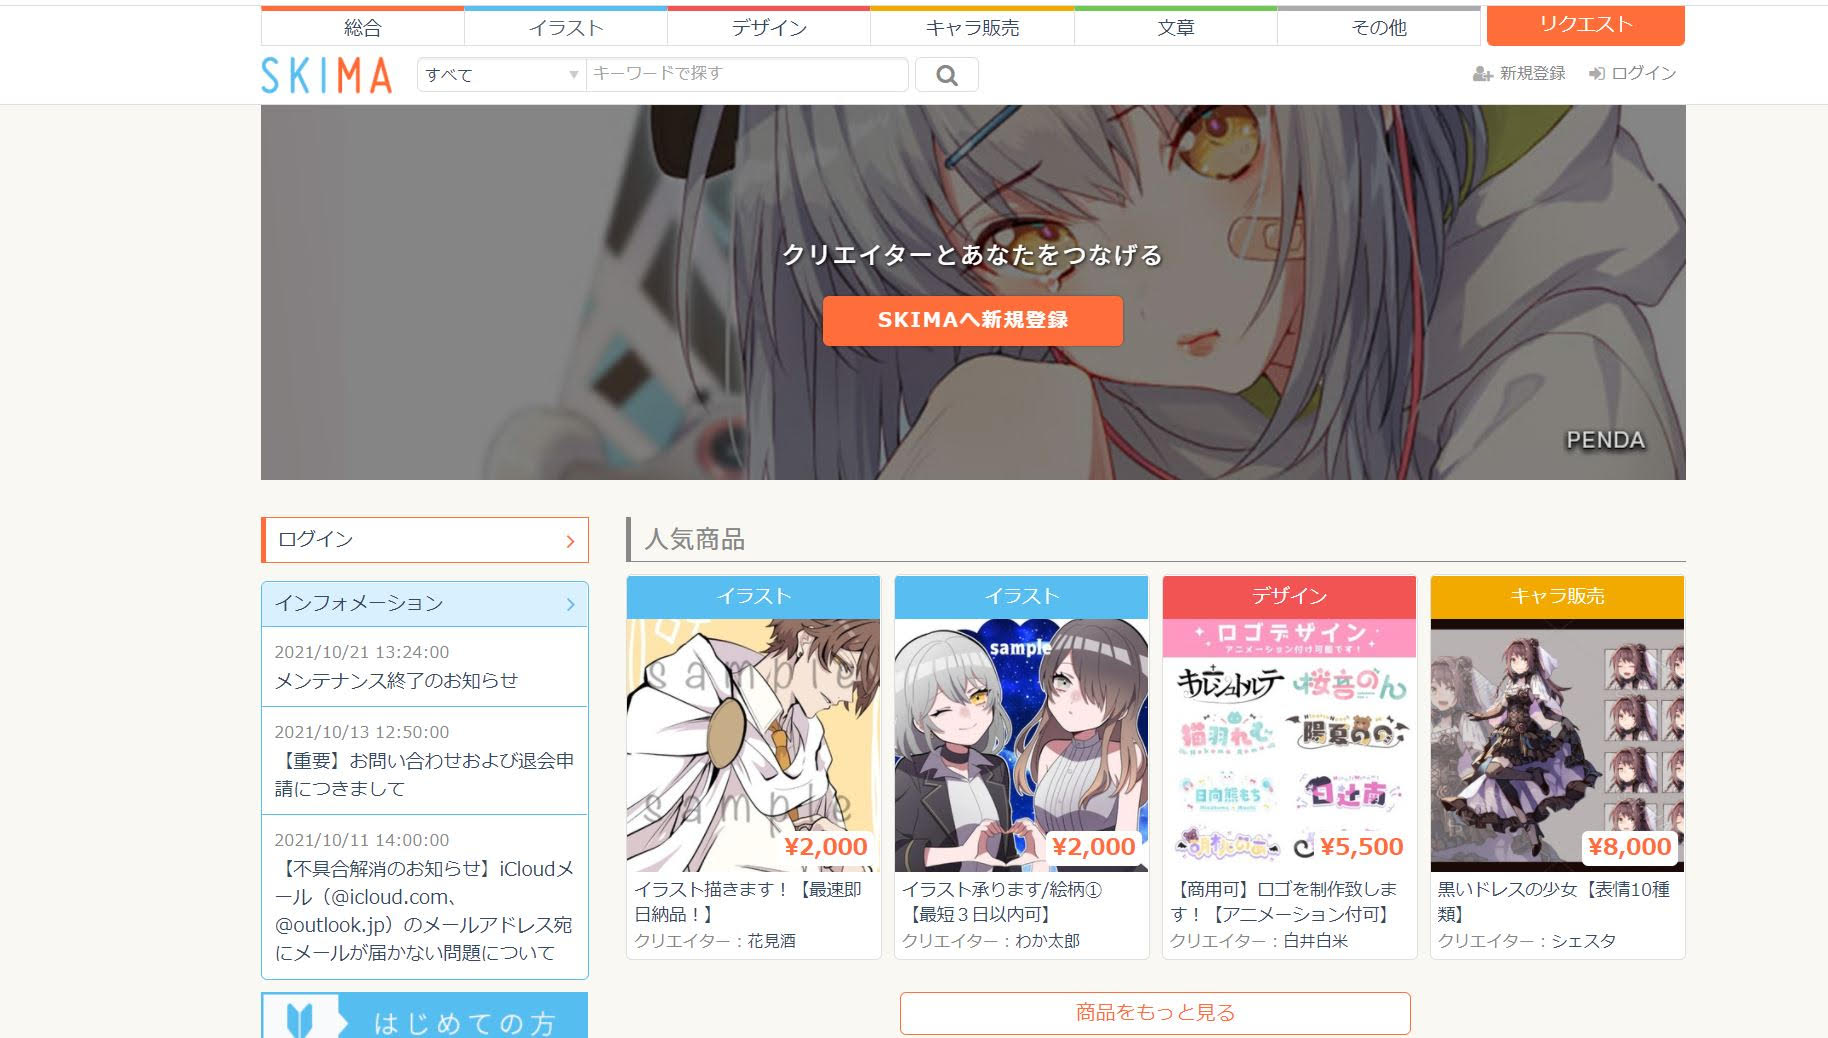 総合
イラスト
デザイン
キャラ販売
文章
その他
リクエスト
SKIMA
すべて
キーワードで探す
新規登録
ログイン
クリエイターとあなたをつなげる
SKIMAへ新規登録
PENDA
ログイン
インフォメーション
2021/10/21 13:24:00
メンテナンス終了のお知らせ
2021/10/13 12:50:00
【重要】お問い合わせおよび退会申
請につきまして
2021/10/11 14:00:00
【不具合解消のお知らせ】iCloudメ
ール（@icloud.com、
@outlook.jp）のメールアドレス宛
にメールが届かない問題について
はじめての方
人気商品
イラスト
sample
sample
¥2,000
イラスト描きます！【最速即
日納品！】
クリエイター：花見酒
イラスト
sample
¥2,000
イラスト承ります/絵柄①
【最短３日以内可】
クリエイター：わか太郎
デザイン
ロゴデザイン
アニメーション付け可能です！
キルシュトルテ
桜音のん
猫羽れむ
陽夏のの
日向熊もち
日辻南
¥5,500
【商用可】ロゴを制作致しま
す！【アニメーション付可】
クリエイター：白井白米
キャラ販売
¥8,000
黒いドレスの少女【表情10種
類】
クリエイター：シェスタ
商品をもっと見る